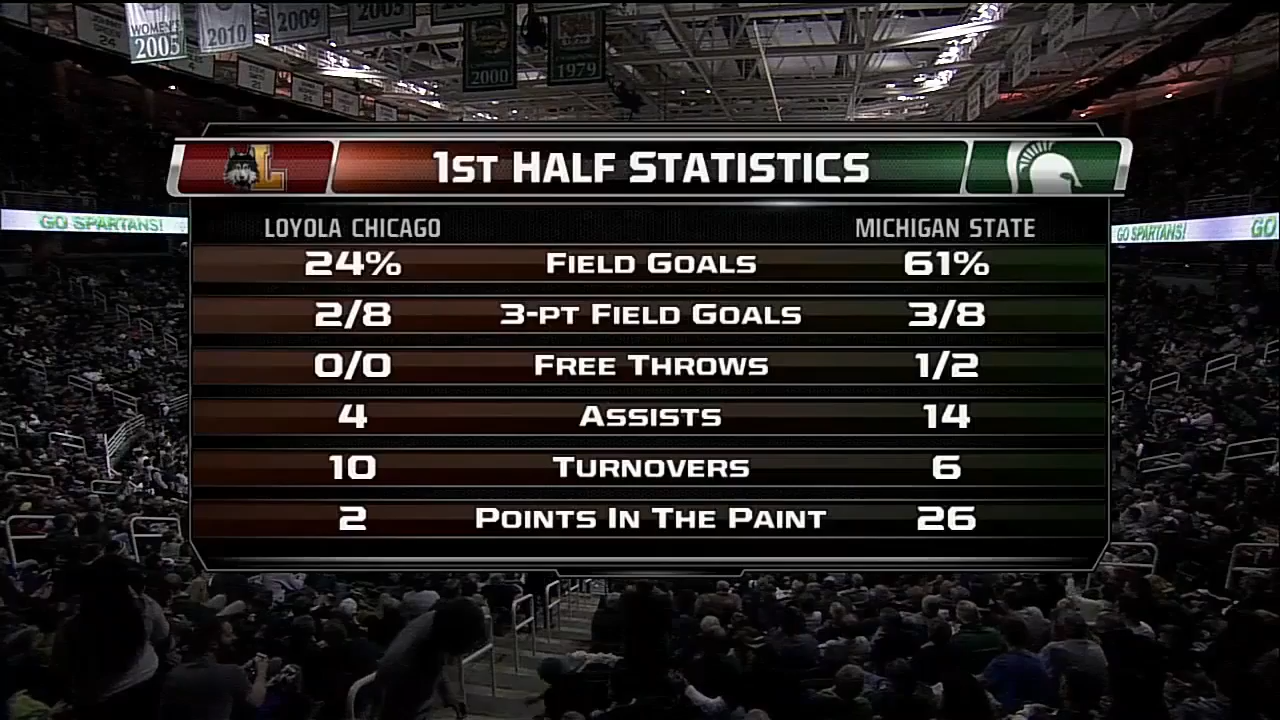 WOMEN'S
2005
2010
2009
2005
24
2000
1979
L
1ST HALF STATISTICS
GO SPARTANS!
GO SPARTANS!
GO
LOYOLA CHICAGO
MICHIGAN STATE
24% FIELD GOALS 61%
2/8 3-PT FIELD GOALS 3/8
0/0 FREE THROWS 1/2
4 ASSISTS 14
10 TURNOVERS 6
2 POINTS IN THE PAINT 26